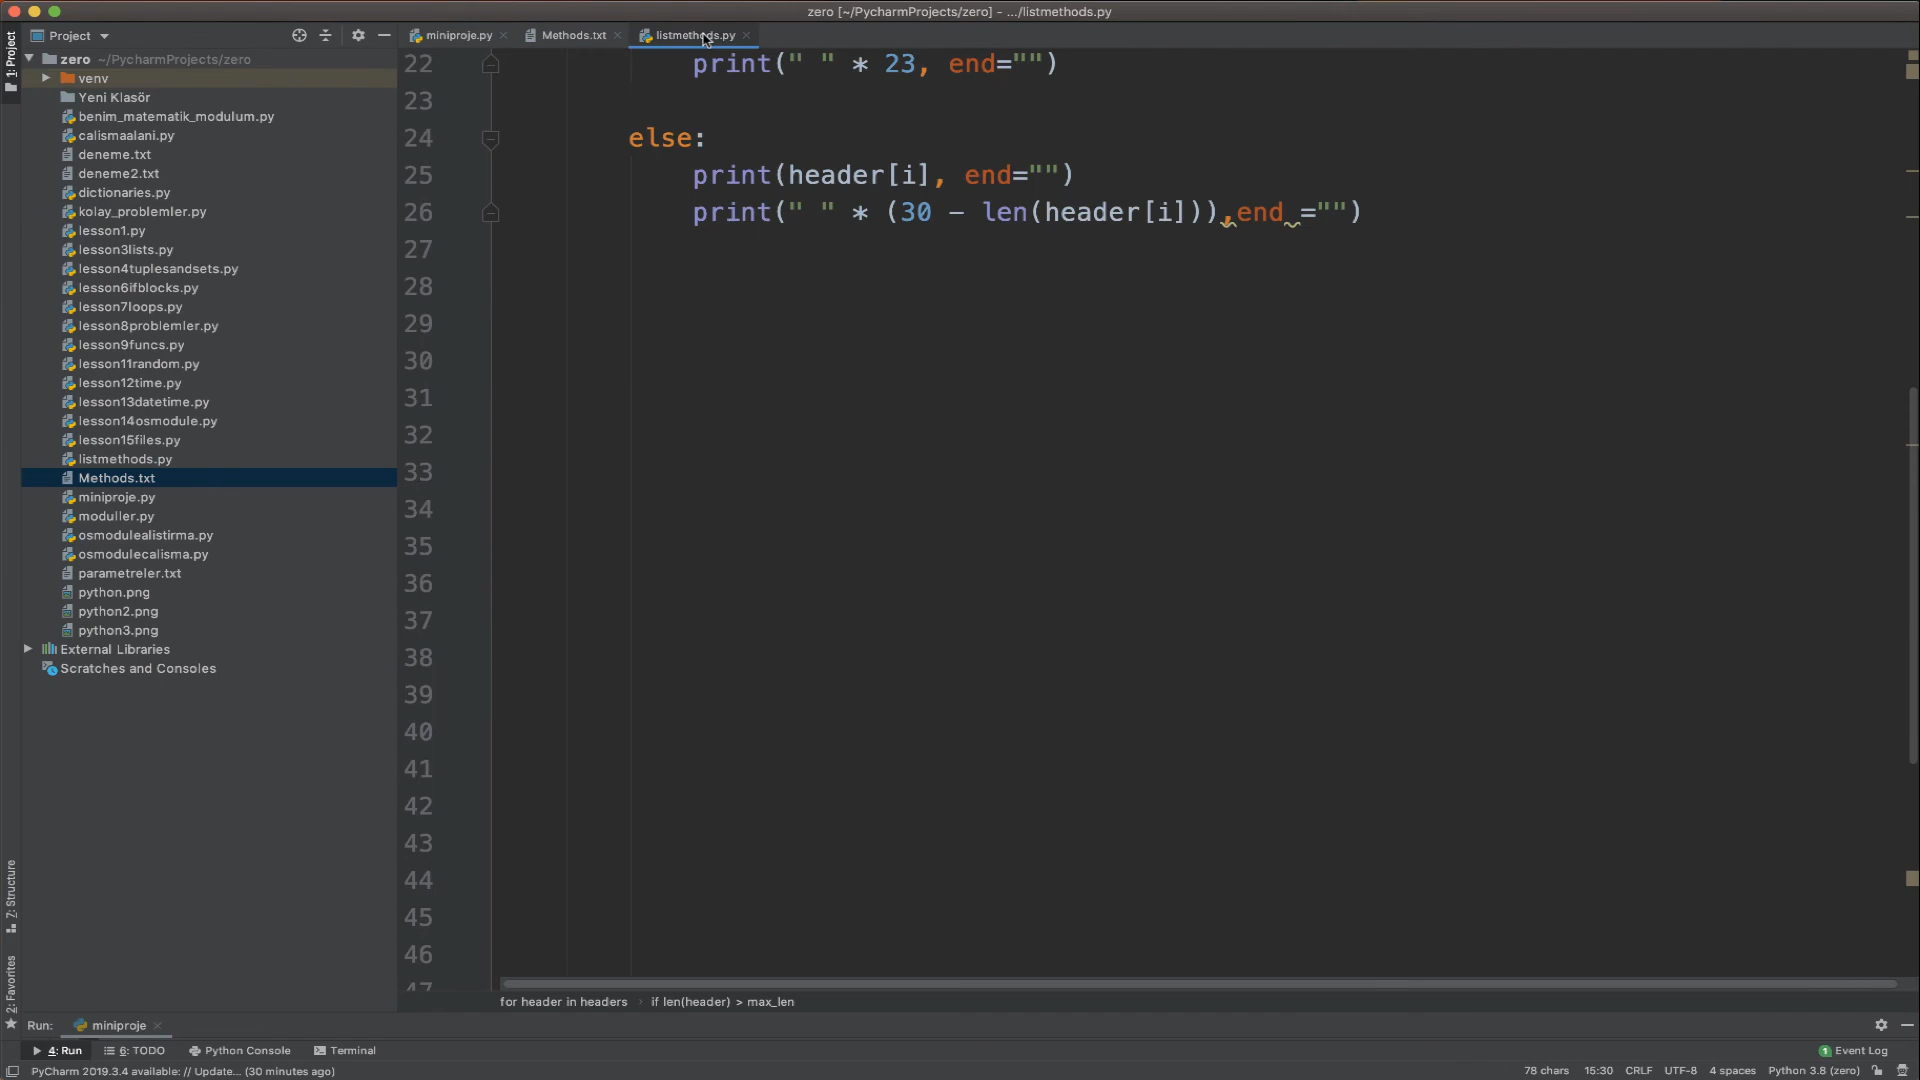 zero [~/PycharmProjects/zero] - .../listmethods.py
1: Project
Project
miniproje.py
Methods.txt
listmethods.py
zero ~/PycharmProjects/zero
venv
Yeni Klasör
benim_matematik_modulum.py
calismaalani.py
deneme.txt
deneme2.txt
dictionaries.py
kolay_problemler.py
lesson1.py
lesson3lists.py
lesson4tuplesandsets.py
lesson6ifblocks.py
lesson7loops.py
lesson8problemler.py
lesson9funcs.py
lesson11random.py
lesson12time.py
lesson13datetime.py
lesson14osmodule.py
lesson15files.py
listmethods.py
Methods.txt
miniproje.py
moduller.py
osmodulealistirma.py
osmodulecalisma.py
parametreler.txt
python.png
python2.png
python3.png
External Libraries
Scratches and Consoles
22 print(" " * 23, end="")
23
24 else:
25 print(header[i], end="")
26 print(" " * (30 - len(header[i])),end ="")
27
28
29
30
31
32
33
34
35
36
37
38
39
40
41
42
43
44
45
46
47
for header in headers
if len(header) > max_len
7: Structure
2: Favorites
Run: miniproje
4: Run
6: TODO
Python Console
Terminal
1 Event Log
PyCharm 2019.3.4 available: // Update... (30 minutes ago)
78 chars
15:30
CRLF
UTF-8
4 spaces
Python 3.8 (zero)